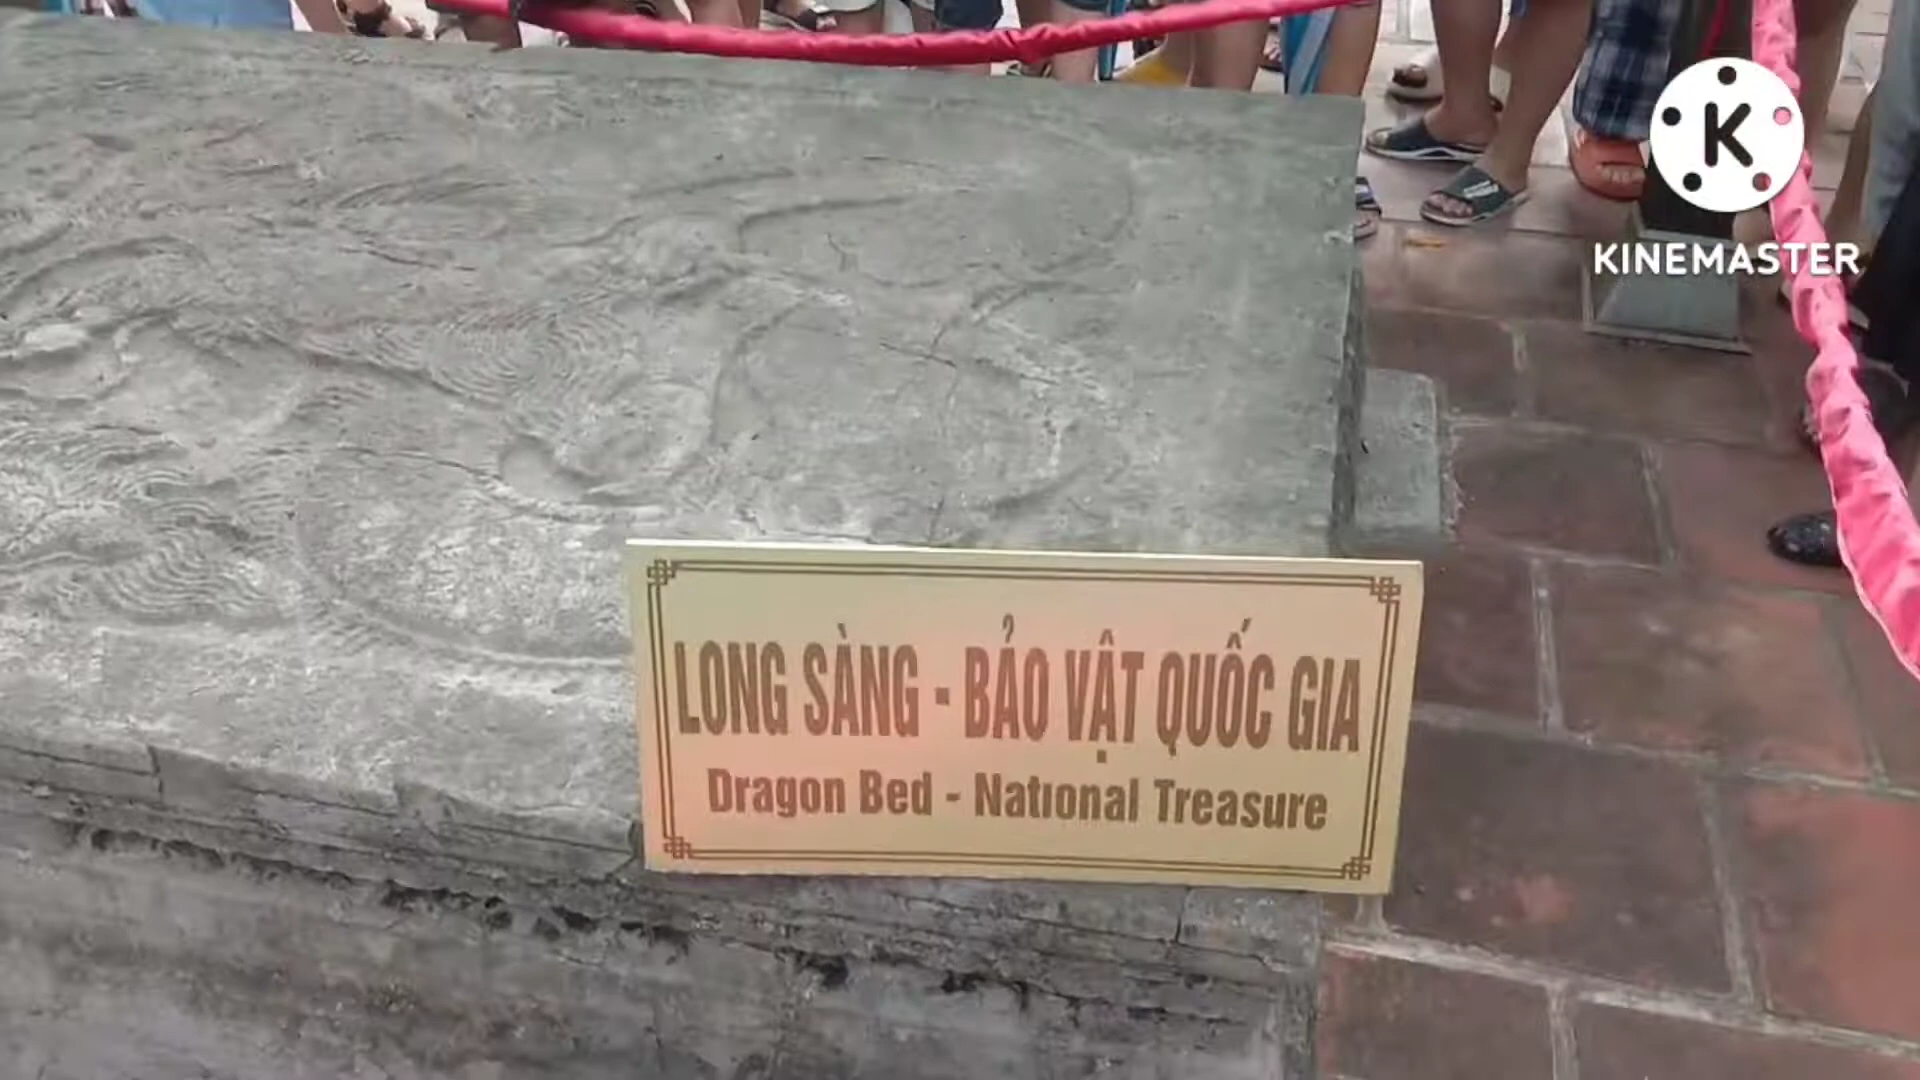 K
KINEMASTER
LONG SÀNG - BẢO VẬT QUỐC GIA
Dragon Bed - National Treasure